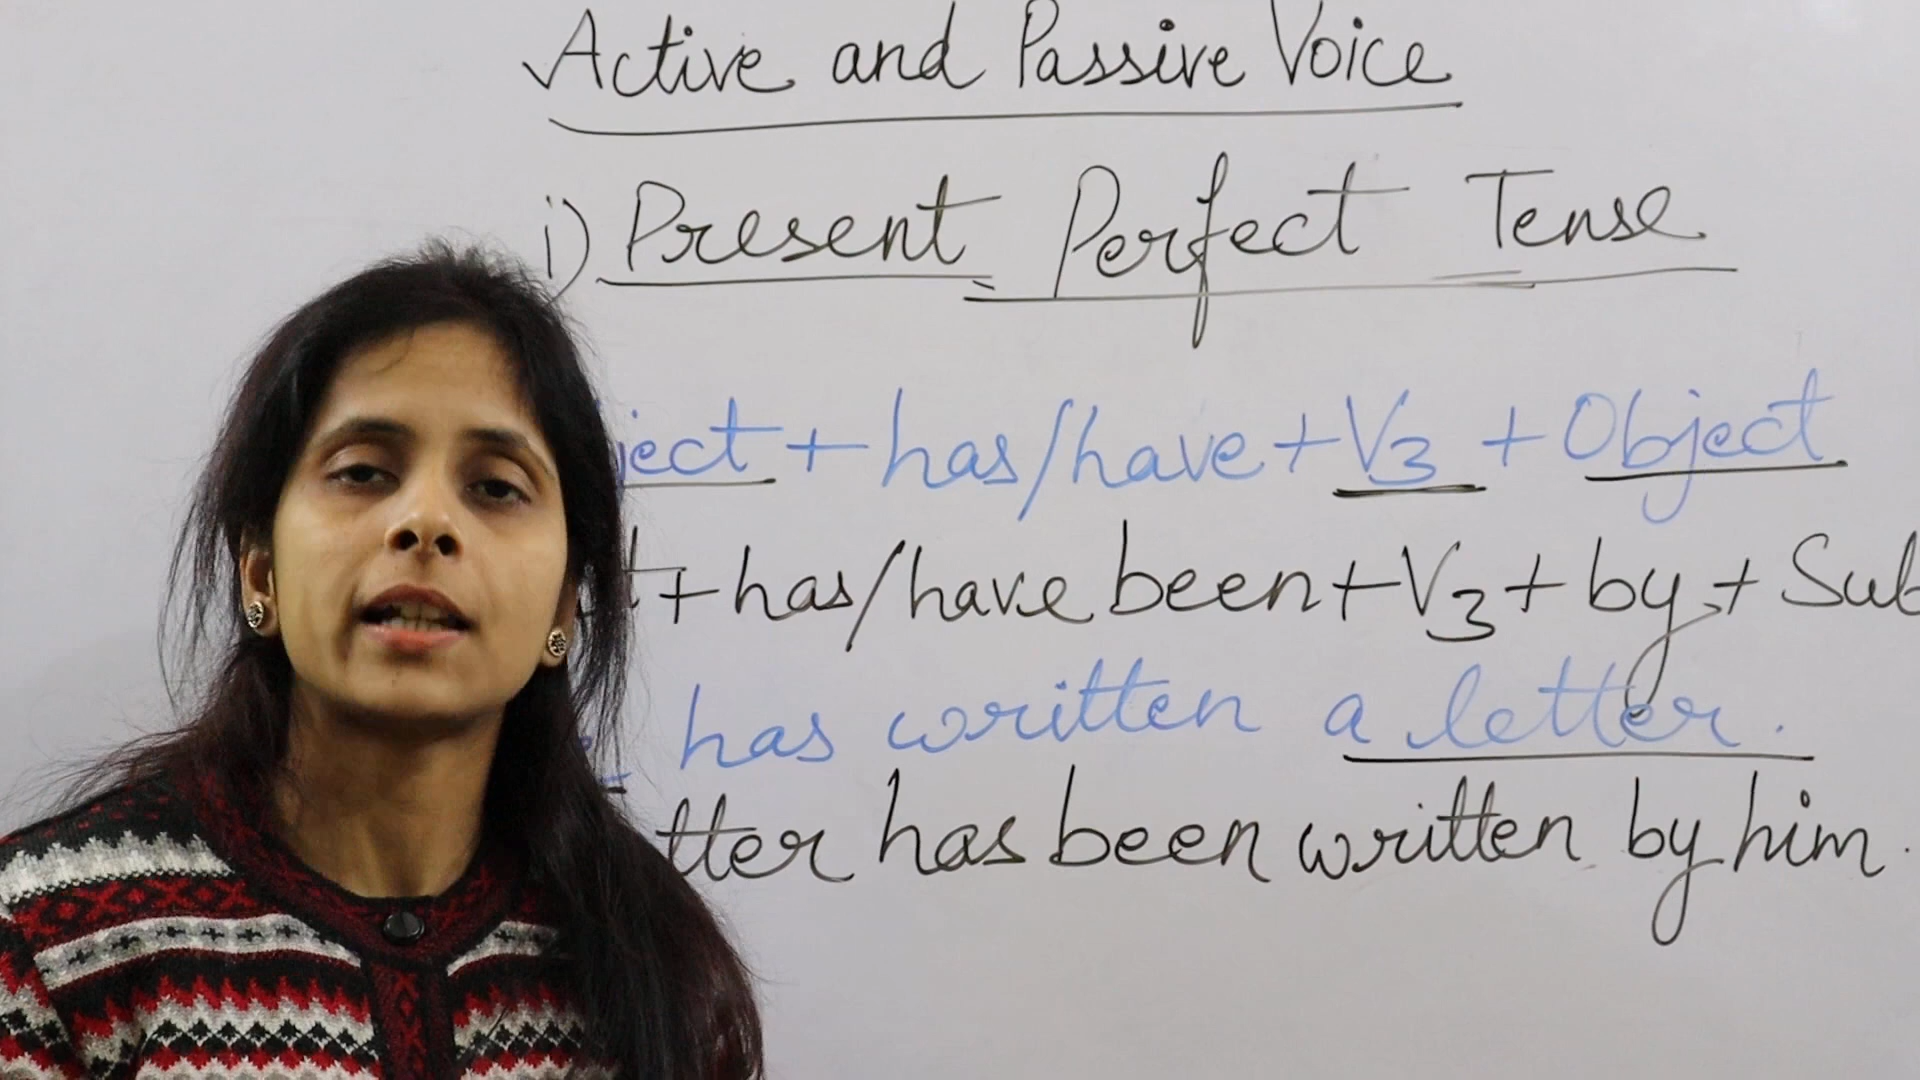 Active and Passive Voice
i) Present Perfect Tense
ject + has/have + V3 + Object
t + has/have been + V3 + by + Sub
has written a letter.
tter has been written by him.